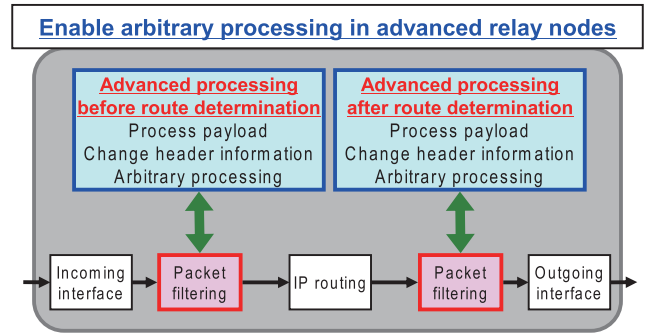 Enable arbitrary processing in advanced relay nodes
Advanced processing
before route determination
Process payload
Change header information
Arbitrary processing
Advanced processing
after route determination
Process payload
Change header information
Arbitrary processing
Incoming
interface
Packet
filtering
IP routing
Packet
filtering
Outgoing
interface